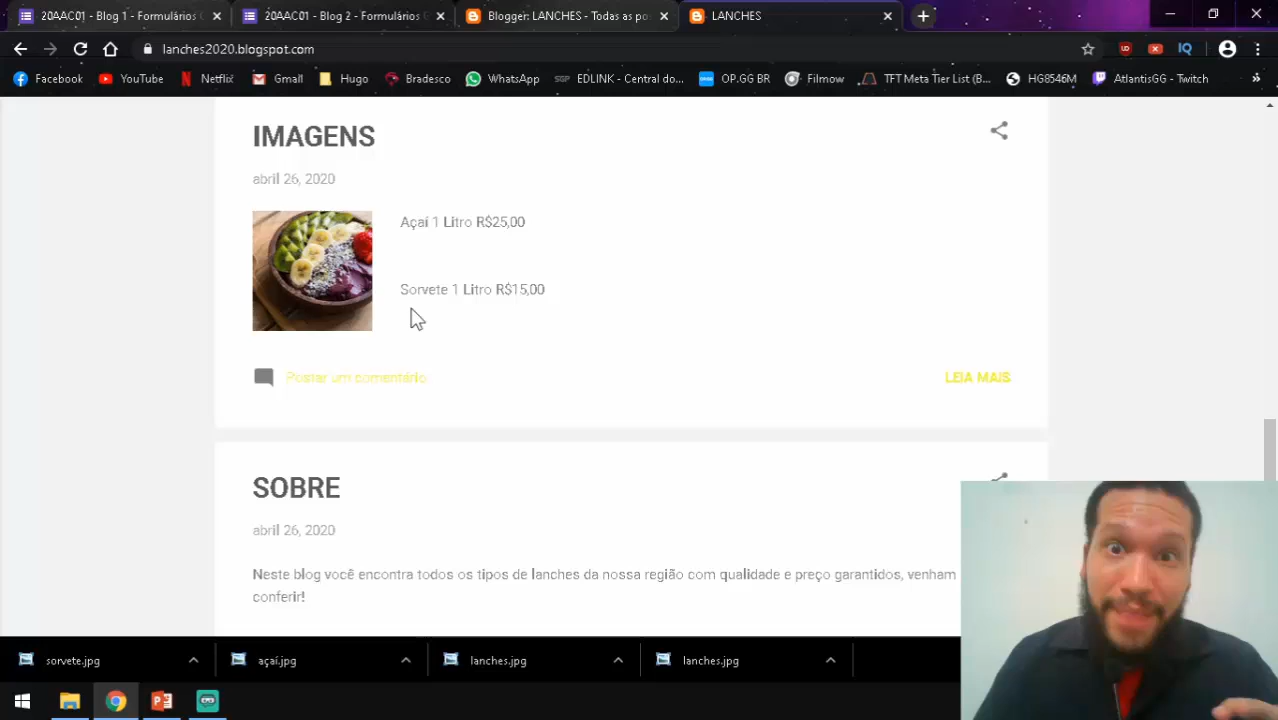 20AAC01 - Blog 1 - Formulários
20AAC01 - Blog 2 - Formulários
Blogger: LANCHES - Todas as po
LANCHES
lanches2020.blogspot.com
Facebook YouTube Netflix Gmail Hugo Bradesco WhatsApp EDLINK - Central do... OP.GG BR Filmow TFT Meta Tier List (B... HG8546M AtlantisGG - Twitch
IMAGENS
abril 26, 2020
Açaí 1 Litro R$25,00
Sorvete 1 Litro R$15,00
Postar um comentário
LEIA MAIS
SOBRE
abril 26, 2020
Neste blog você encontra todos os tipos de lanches da nossa região com qualidade e preço garantidos, venham
conferir!
sorvete.jpg
açaí.jpg
lanches.jpg
lanches.jpg